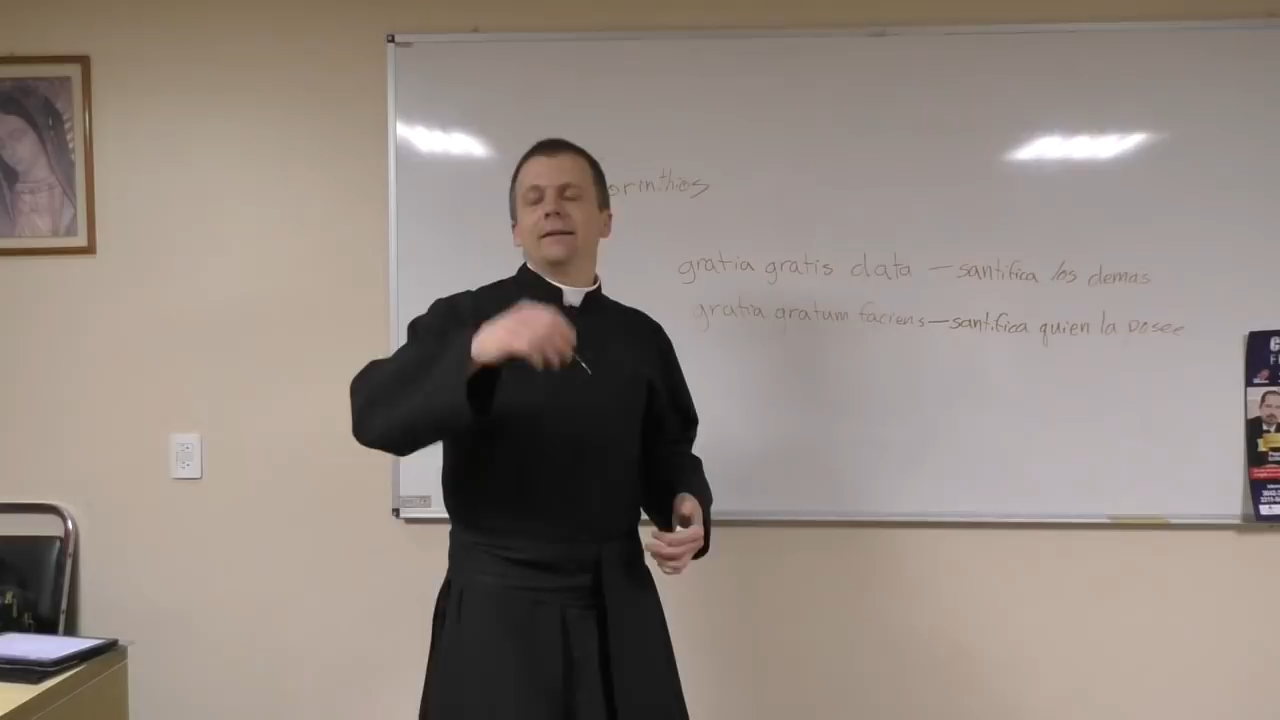 orinthios
gratia gratis data — santifica los demas
gratia gratum faciens — santifica quien la posee